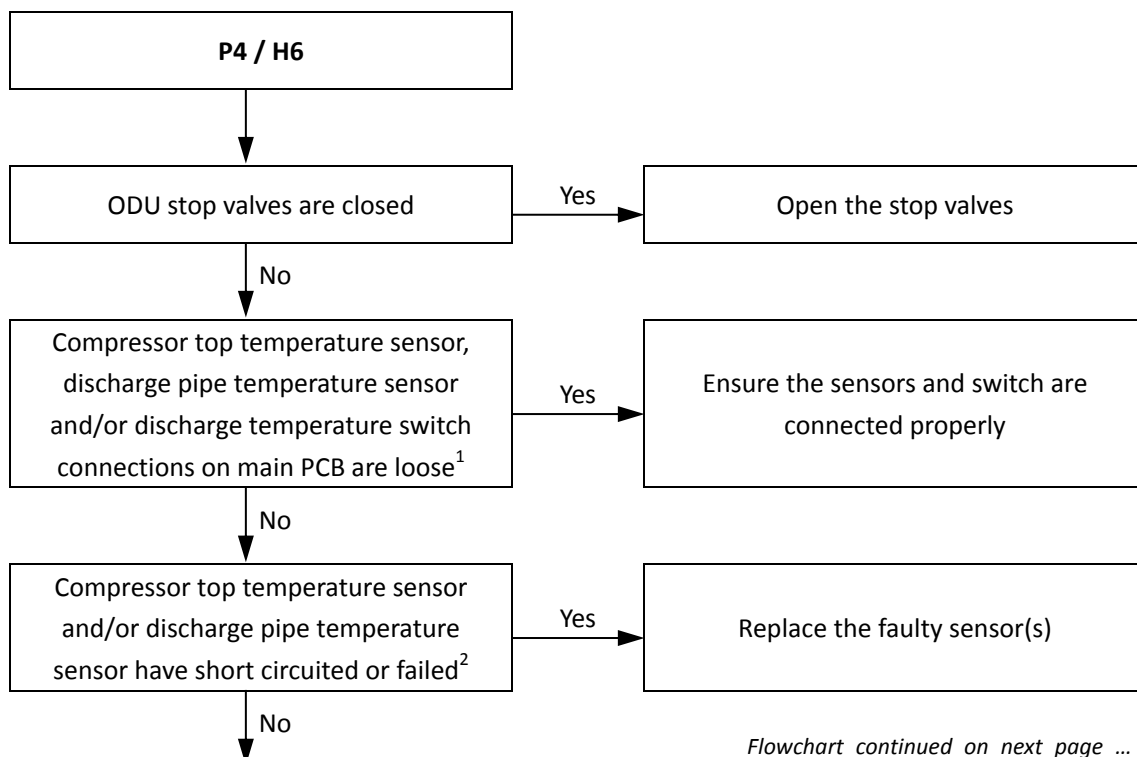 P4 / H6
ODU stop valves are closed
Yes
Open the stop valves
No
Compressor top temperature sensor,
discharge pipe temperature sensor
and/or discharge temperature switch
connections on main PCB are loose1
Yes
Ensure the sensors and switch are
connected properly
No
Compressor top temperature sensor
and/or discharge pipe temperature
sensor have short circuited or failed2
Yes
Replace the faulty sensor(s)
No
Flowchart continued on next page …